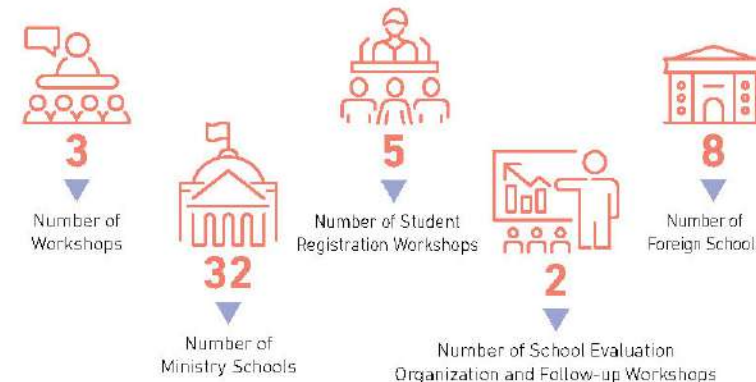 3
Number of
Workshops
32
Number of
Ministry Schools
5
Number of Student
Registration Workshops
2
Number of School Evaluation
Organization and Follow-up Workshops
8
Number of
Foreign School